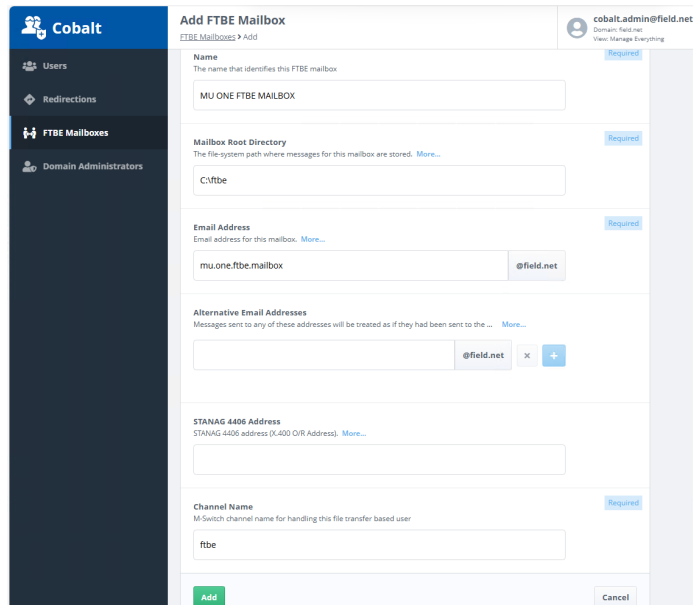 Cobalt
Users
Redirections
FTBE Mailboxes
Domain Administrators
Add FTBE Mailbox
FTBE Mailboxes > Add
cobalt.admin@field.net
Domain: field.net
View: Manage Everything
Name
Required
The name that identifies this FTBE mailbox
MU ONE FTBE MAILBOX
Mailbox Root Directory
Required
The file-system path where messages for this mailbox are stored. More...
C:\ftbe
Email Address
Required
Email address for this mailbox. More...
mu.one.ftbe.mailbox
@field.net
Alternative Email Addresses
Messages sent to any of these addresses will be treated as if they had been sent to the ... More...
@field.net
STANAG 4406 Address
STANAG 4406 address (X.400 O/R Address). More...
Channel Name
Required
M-Switch channel name for handling this file transfer based user
ftbe
Add
Cancel